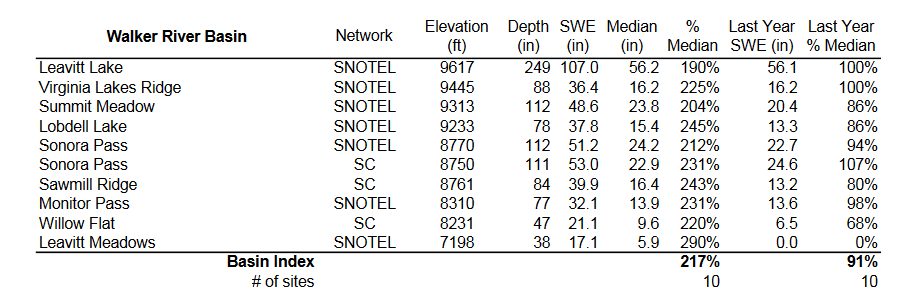 Walker River Basin Network Elevation (ft) Depth (in) SWE (in) Median (in) % Median Last Year SWE (in) Last Year % Median
Leavitt Lake SNOTEL 9617 249 107.0 56.2 190% 56.1 100%
Virginia Lakes Ridge SNOTEL 9445 88 36.4 16.2 225% 16.2 100%
Summit Meadow SNOTEL 9313 112 48.6 23.8 204% 20.4 86%
Lobdell Lake SNOTEL 9233 78 37.8 15.4 245% 13.3 86%
Sonora Pass SNOTEL 8770 112 51.2 24.2 212% 22.7 94%
Sonora Pass SC 8750 111 53.0 22.9 231% 24.6 107%
Sawmill Ridge SC 8761 84 39.9 16.4 243% 13.2 80%
Monitor Pass SNOTEL 8310 77 32.1 13.9 231% 13.6 98%
Willow Flat SC 8231 47 21.1 9.6 220% 6.5 68%
Leavitt Meadows SNOTEL 7198 38 17.1 5.9 290% 0.0 0%
Basin Index 217% 91%
# of sites 10 10